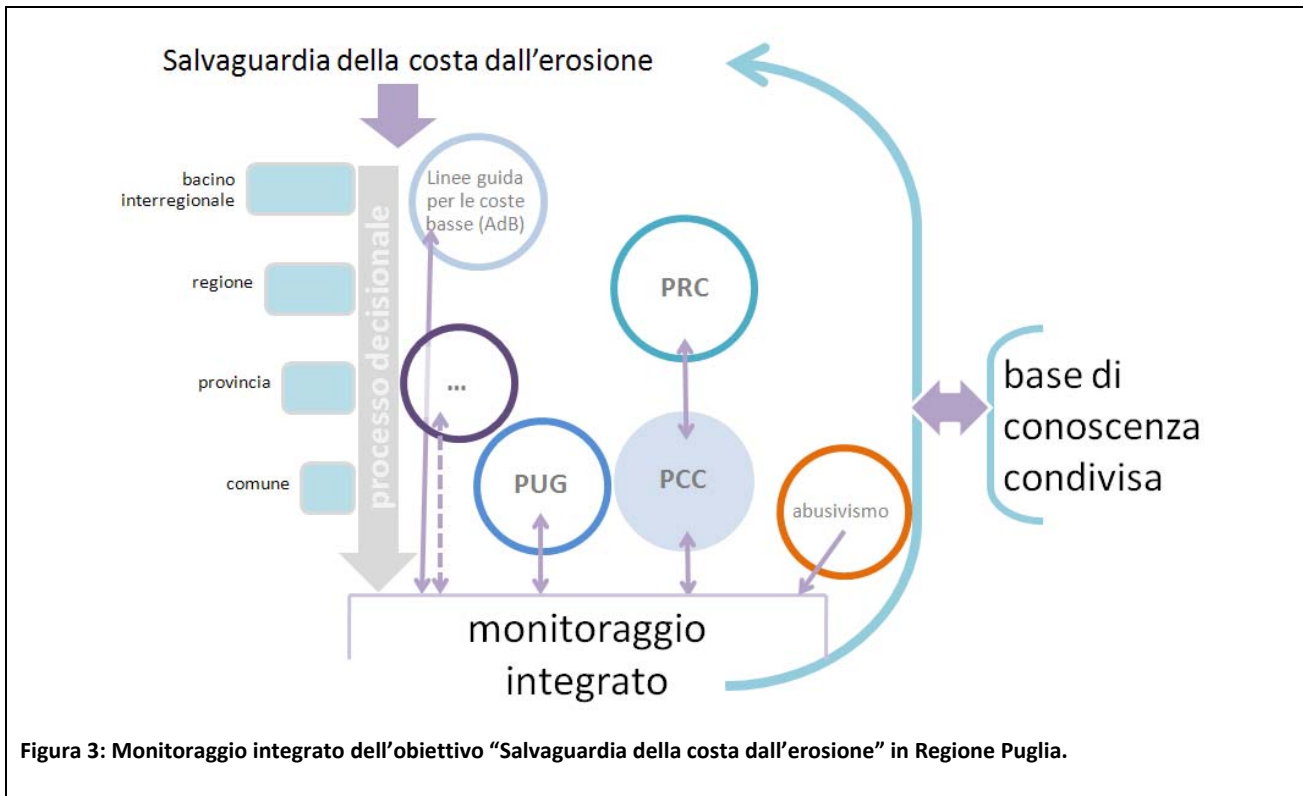 Salvaguardia della costa dall'erosione
bacino
interregionale
regione
provincia
comune
processo decisionale
Linee guida
per le coste
basse (AdB)
PRC
...
PUG
PCC
abusivismo
base di
conoscenza
condivisa
monitoraggio
integrato
Figura 3: Monitoraggio integrato dell'obiettivo “Salvaguardia della costa dall'erosione” in Regione Puglia.